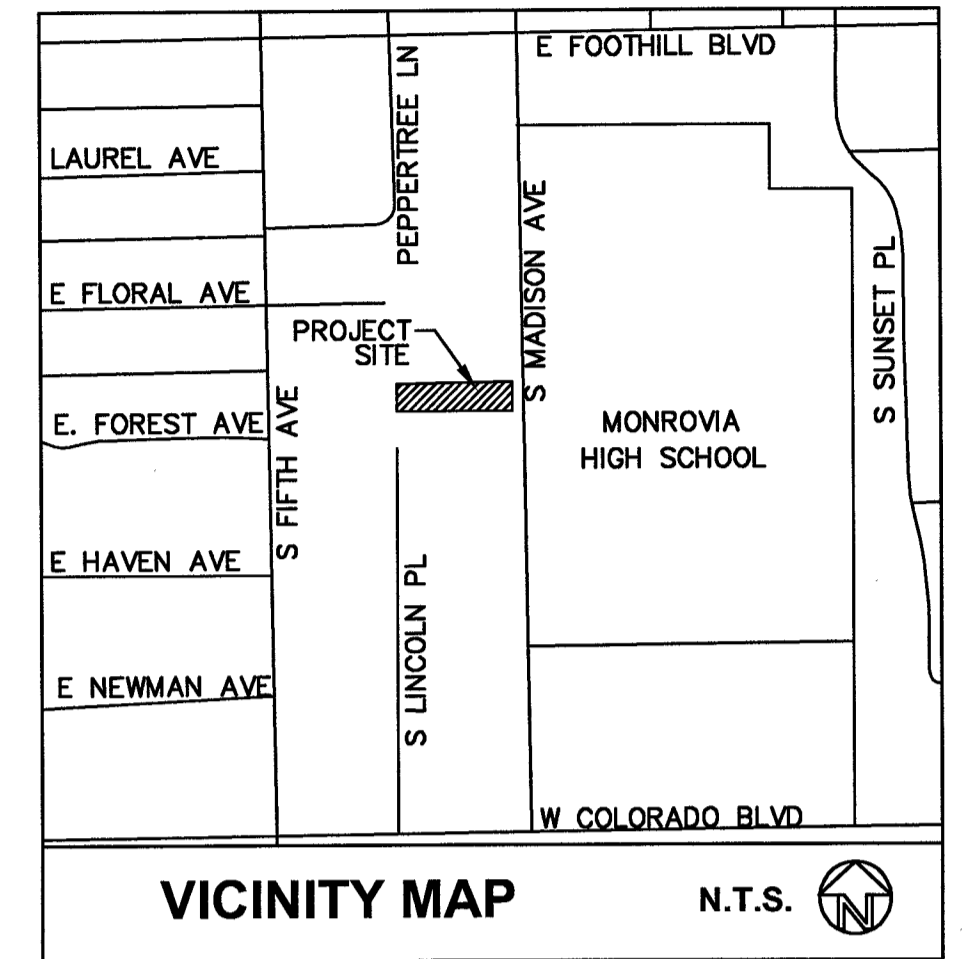 E FOOTHILL BLVD
PEPPERTREE LN
LAUREL AVE
S MADISON AVE
S SUNSET PL
E FLORAL AVE
PROJECT
SITE
E. FOREST AVE
S FIFTH AVE
MONROVIA
HIGH SCHOOL
E HAVEN AVE
S LINCOLN PL
E NEWMAN AVE
W COLORADO BLVD
VICINITY MAP
N.T.S.
N